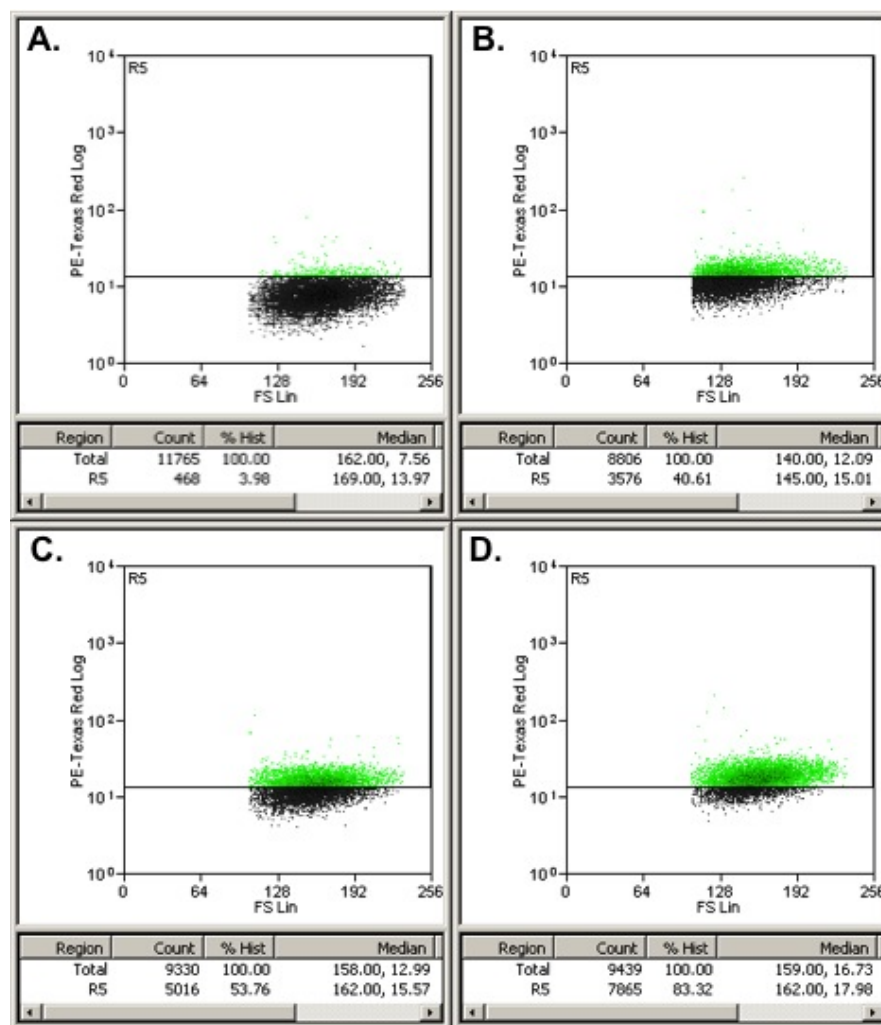 A.
R5
10⁴
10³
10²
10¹
10⁰
PE-Texas Red Log
0 64 128 192 256
FS Lin
Region Count % Hist Median
Total 11765 100.00 162.00, 7.56
R5 468 3.98 169.00, 13.97
B.
R5
10⁴
10³
10²
10¹
10⁰
PE-Texas Red Log
0 64 128 192 256
FS Lin
Region Count % Hist Median
Total 8806 100.00 140.00, 12.09
R5 3576 40.61 145.00, 15.01
C.
R5
10⁴
10³
10²
10¹
10⁰
PE-Texas Red Log
0 64 128 192 256
FS Lin
Region Count % Hist Median
Total 9330 100.00 158.00, 12.99
R5 5016 53.76 162.00, 15.57
D.
R5
10⁴
10³
10²
10¹
10⁰
PE-Texas Red Log
0 64 128 192 256
FS Lin
Region Count % Hist Median
Total 9439 100.00 159.00, 16.73
R5 7865 83.32 162.00, 17.98